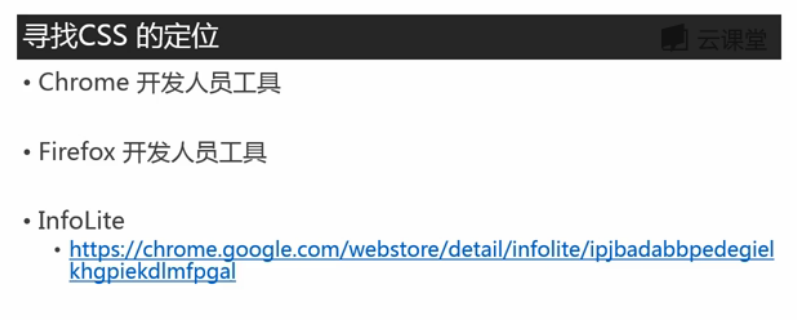 寻找CSS 的定位
云课堂
• Chrome 开发人员工具
• Firefox 开发人员工具
• InfoLite
• https://chrome.google.com/webstore/detail/infolite/ipjbadabbpedegiel
khgpiekdlmfpgal